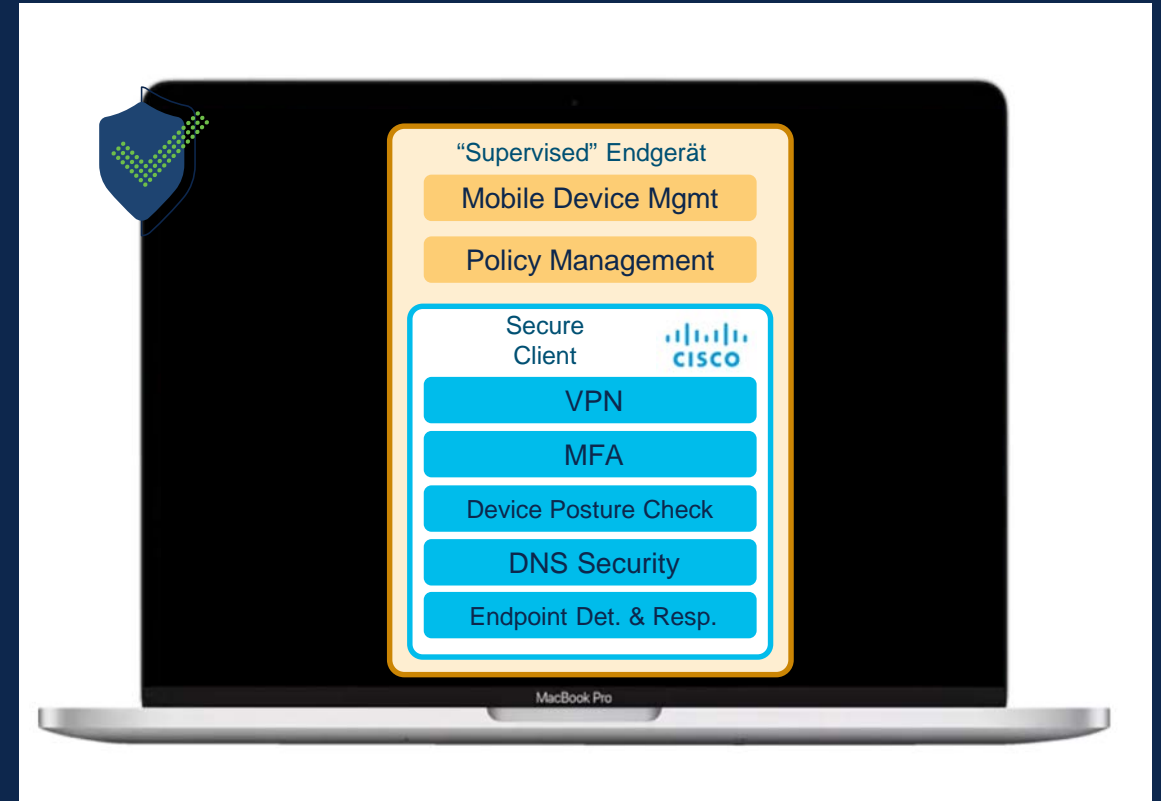 “Supervised” Endgerät
Mobile Device Mgmt
Policy Management
Secure
Client
CISCO
VPN
MFA
Device Posture Check
DNS Security
Endpoint Det. & Resp.
MacBook Pro